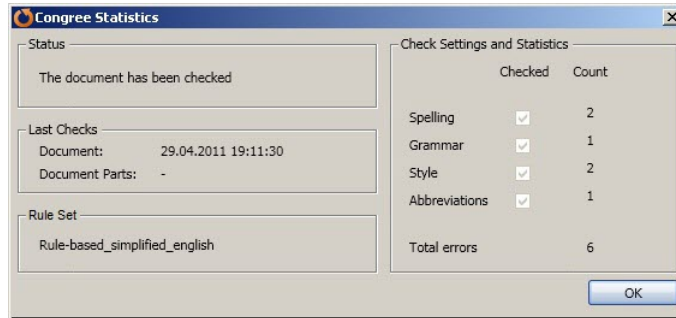 Congree Statistics
Status
The document has been checked
Last Checks
Document: 29.04.2011 19:11:30
Document Parts: -
Rule Set
Rule-based_simplified_english
Check Settings and Statistics
Checked Count
Spelling 2
Grammar 1
Style 2
Abbreviations 1
Total errors 6
OK